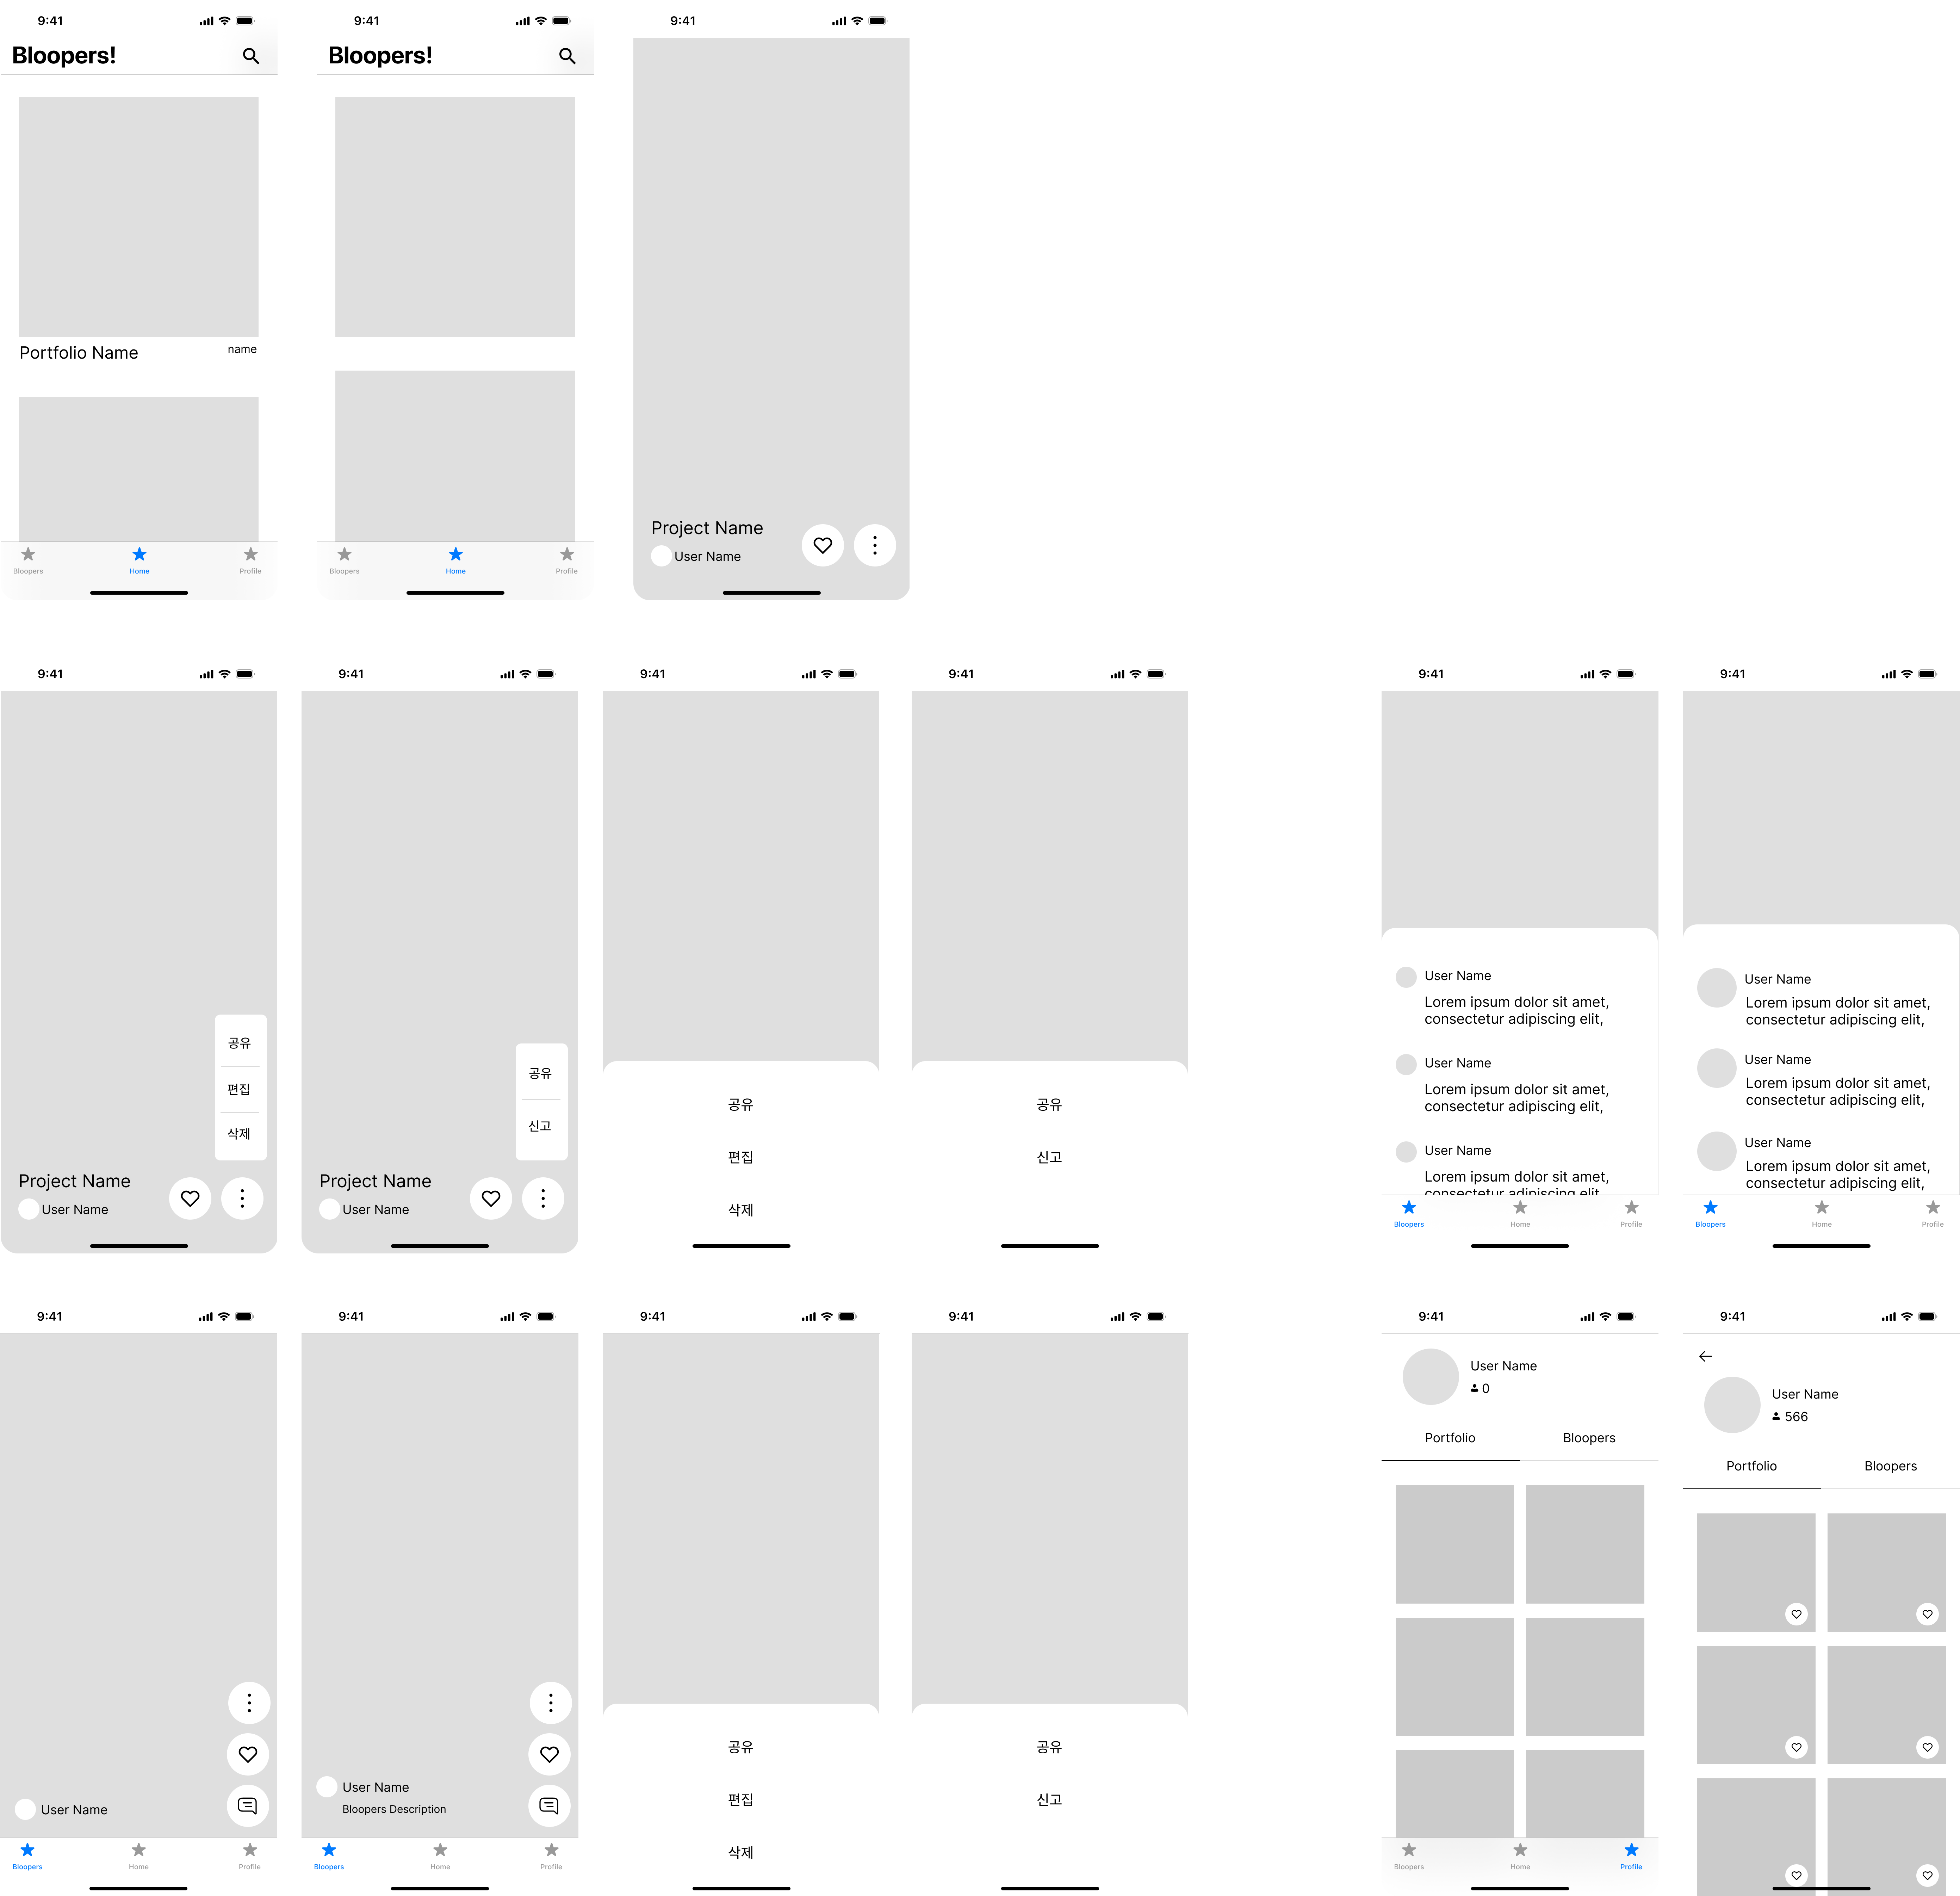 9:41
Bloopers!
Portfolio Name
name
Bloopers
Home
Profile
9:41
Bloopers!
Bloopers
Home
Profile
9:41
Project Name
User Name
9:41
공유
편집
삭제
Project Name
User Name
9:41
공유
신고
Project Name
User Name
9:41
공유
편집
삭제
9:41
공유
신고
9:41
User Name
Lorem ipsum dolor sit amet,
consectetur adipiscing elit,
User Name
Lorem ipsum dolor sit amet,
consectetur adipiscing elit,
User Name
Lorem ipsum dolor sit amet,
consectetur adipiscing elit,
Bloopers
Home
Profile
9:41
User Name
Lorem ipsum dolor sit amet,
consectetur adipiscing elit,
User Name
Lorem ipsum dolor sit amet,
consectetur adipiscing elit,
User Name
Lorem ipsum dolor sit amet,
consectetur adipiscing elit,
Bloopers
Home
Profile
9:41
User Name
Bloopers
Home
Profile
9:41
User Name
Bloopers Description
Bloopers
Home
Profile
9:41
공유
편집
삭제
9:41
공유
신고
9:41
User Name
0
Portfolio
Bloopers
Bloopers
Home
Profile
9:41
User Name
566
Portfolio
Bloopers